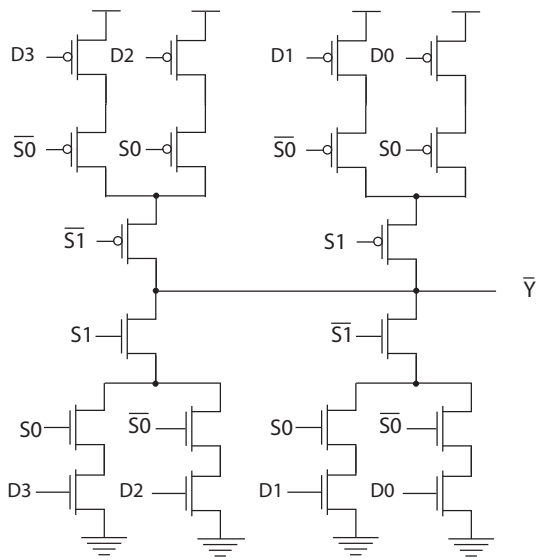 D3 D2 D1 D0
S̅0̅ S0 S̅0̅ S0
S̅1̅ S1
Y̅
S1 S̅1̅
S0 S̅0̅ S0 S̅0̅
D3 D2 D1 D0